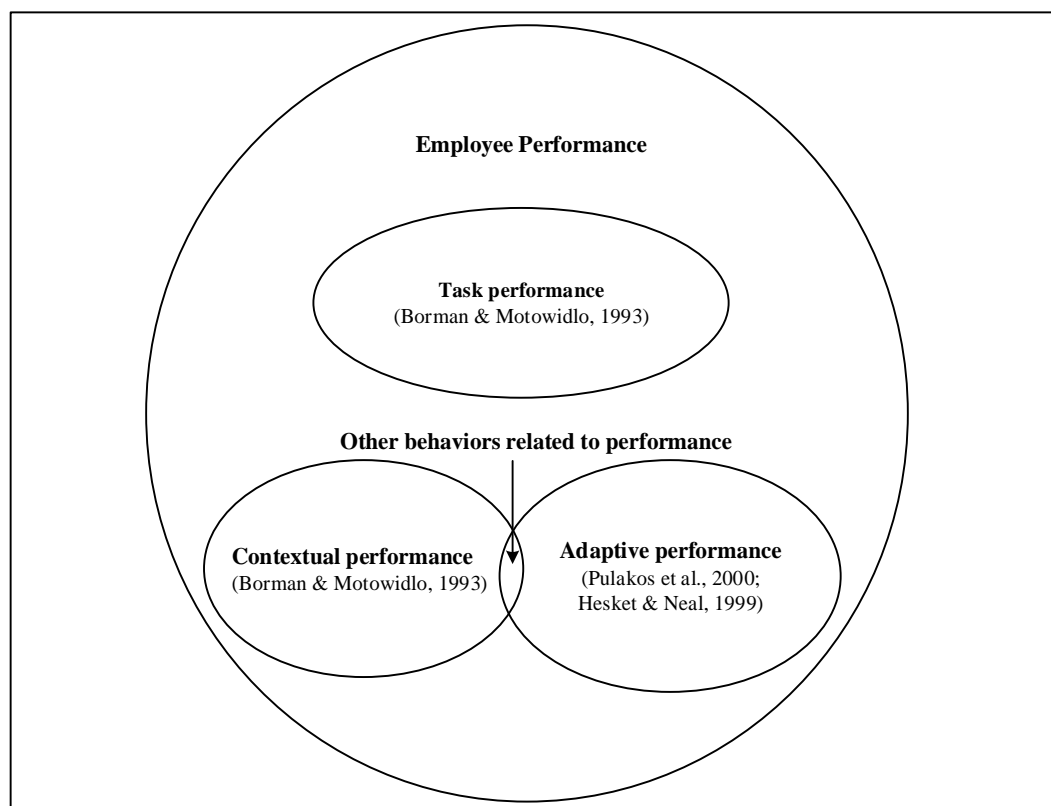 Employee Performance
Task performance
(Borman & Motowidlo, 1993)
Other behaviors related to performance
Contextual performance
(Borman & Motowidlo, 1993)
Adaptive performance
(Pulakos et al., 2000;
Hesket & Neal, 1999)